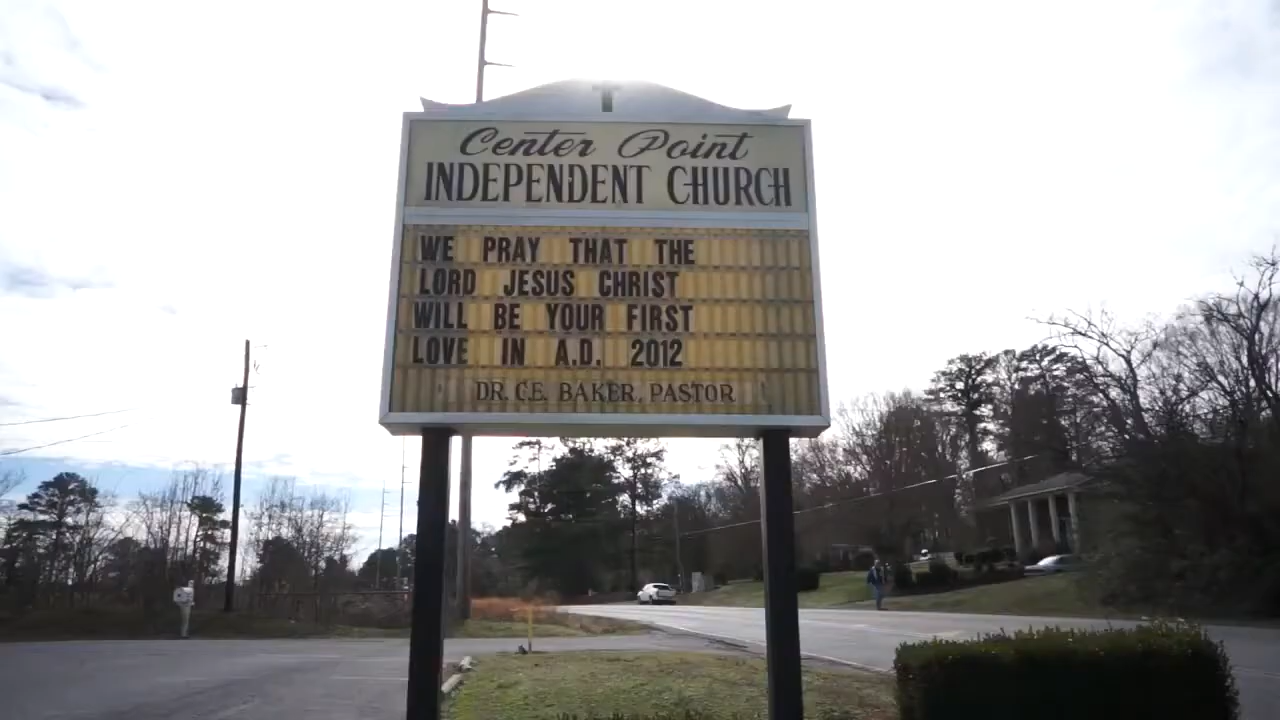 Center Point
INDEPENDENT CHURCH
WE PRAY THAT THE
LORD JESUS CHRIST
WILL BE YOUR FIRST
LOVE IN A.D. 2012
DR. C.E. BAKER, PASTOR